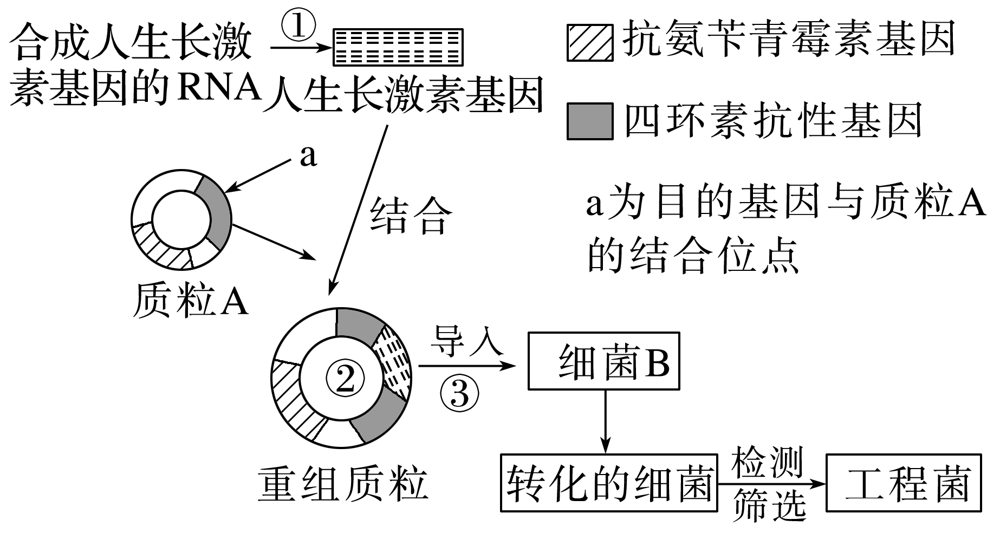 合成人生长激
素基因的RNA
①
人生长激素基因
抗氨苄青霉素基因
四环素抗性基因
a为目的基因与质粒A
的结合位点
a
质粒A
结合
②
重组质粒
导入
③
细菌B
转化的细菌
检测
筛选
工程菌